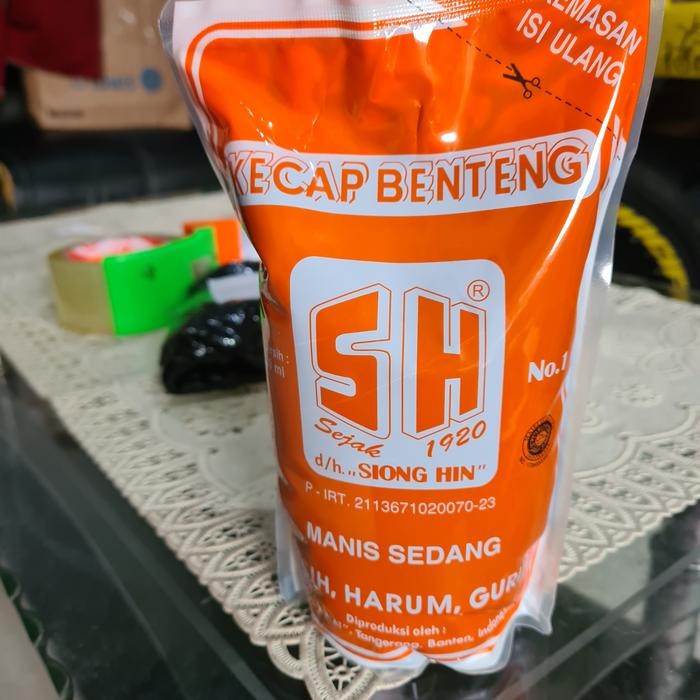 KEMASAN
ISI ULANG
KECAP BENTENG
®
SH
No.1
Sejak 1920
d/h. „SIONG HIN"
P - IRT. 2113671020070-23
MANIS SEDANG
HARUM,
Diproduksi oleh :
Tangerang, Banten,
ml